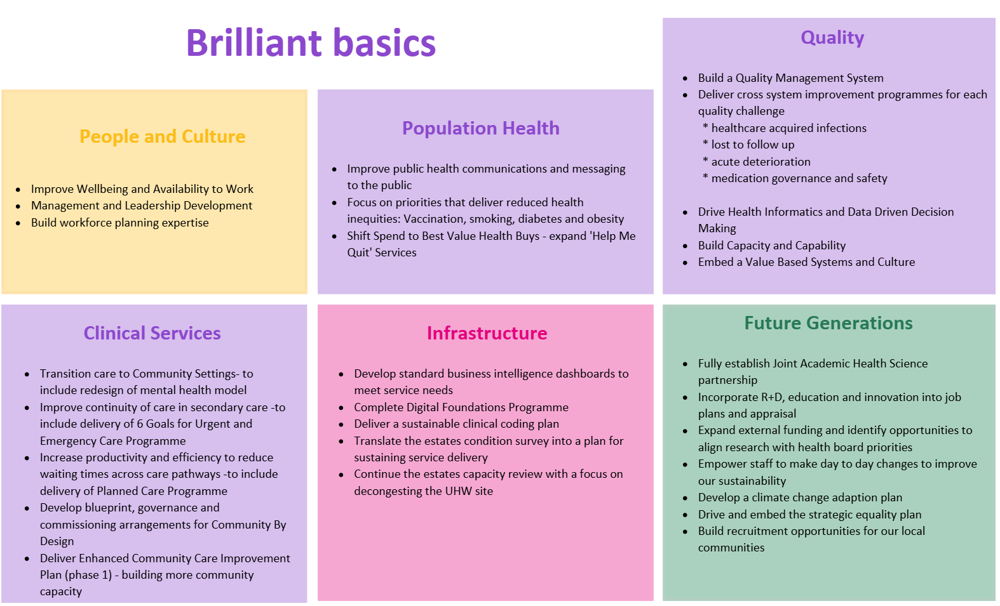 Brilliant basics
People and Culture
• Improve Wellbeing and Availability to Work
• Management and Leadership Development
• Build workforce planning expertise
Population Health
• Improve public health communications and messaging
to the public
• Focus on priorities that deliver reduced health
inequities: Vaccination, smoking, diabetes and obesity
• Shift Spend to Best Value Health Buys - expand 'Help Me
Quit' Services
Quality
• Build a Quality Management System
• Deliver cross system improvement programmes for each
quality challenge
* healthcare acquired infections
* lost to follow up
* acute deterioration
* medication governance and safety
• Drive Health Informatics and Data Driven Decision
Making
• Build Capacity and Capability
• Embed a Value Based Systems and Culture
Clinical Services
• Transition care to Community Settings- to
include redesign of mental health model
• Improve continuity of care in secondary care -to
include delivery of 6 Goals for Urgent and
Emergency Care Programme
• Increase productivity and efficiency to reduce
waiting times across care pathways -to include
delivery of Planned Care Programme
• Develop blueprint, governance and
commissioning arrangements for Community By
Design
• Deliver Enhanced Community Care Improvement
Plan (phase 1) - building more community
capacity
Infrastructure
• Develop standard business intelligence dashboards to
meet service needs
• Complete Digital Foundations Programme
• Deliver a sustainable clinical coding plan
• Translate the estates condition survey into a plan for
sustaining service delivery
• Continue the estates capacity review with a focus on
decongesting the UHW site
Future Generations
• Fully establish Joint Academic Health Science
partnership
• Incorporate R+D, education and innovation into job
plans and appraisal
• Expand external funding and identify opportunities to
align research with health board priorities
• Empower staff to make day to day changes to improve
our sustainability
• Develop a climate change adaption plan
• Drive and embed the strategic equality plan
• Build recruitment opportunities for our local
communities